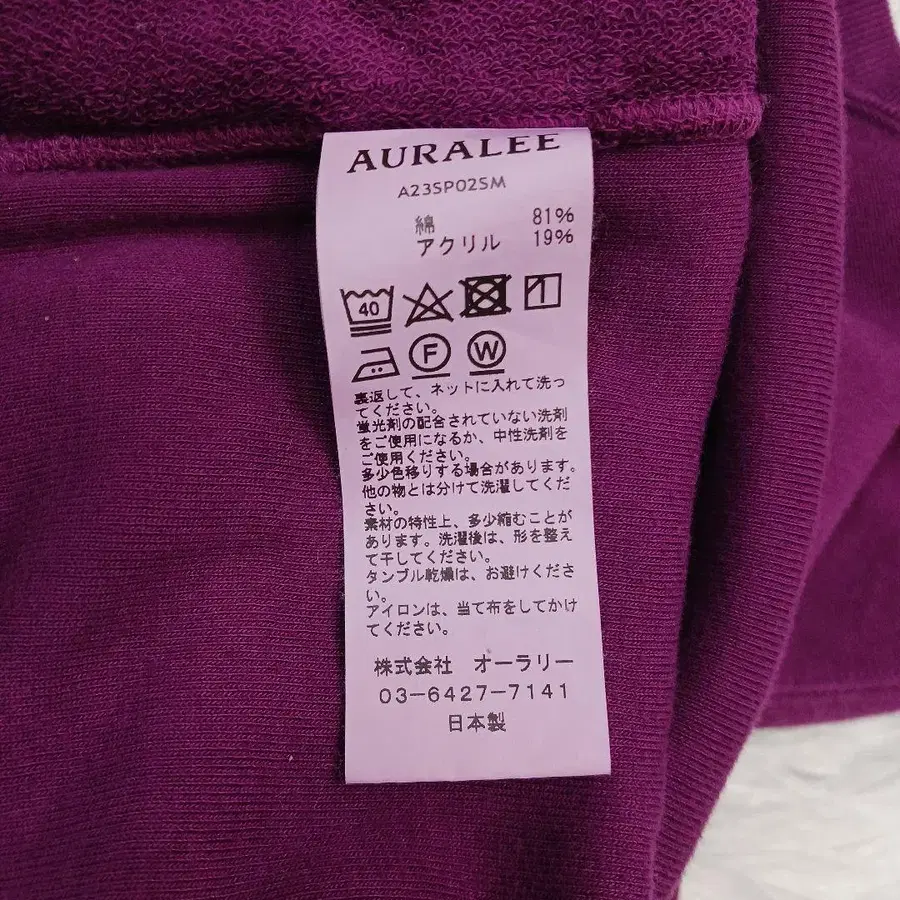 AURALEE
A23SP02SM
綿 81%
アクリル 19%
40
F W
裏返して、ネットに入れて洗っ
てください。
蛍光剤の配合されていない洗剤
をご使用になるか、中性洗剤を
ご使用ください。
多少色移りする場合があります。
他の物とは分けて洗濯してくだ
さい。
素材の特性上、多少縮むことが
あります。洗濯後は、形を整え
て干してください。
タンブル乾燥は、お避けくださ
い。
アイロンは、当て布をしてかけ
てください。
株式会社 オーラリー
03-6427-7141
日本製